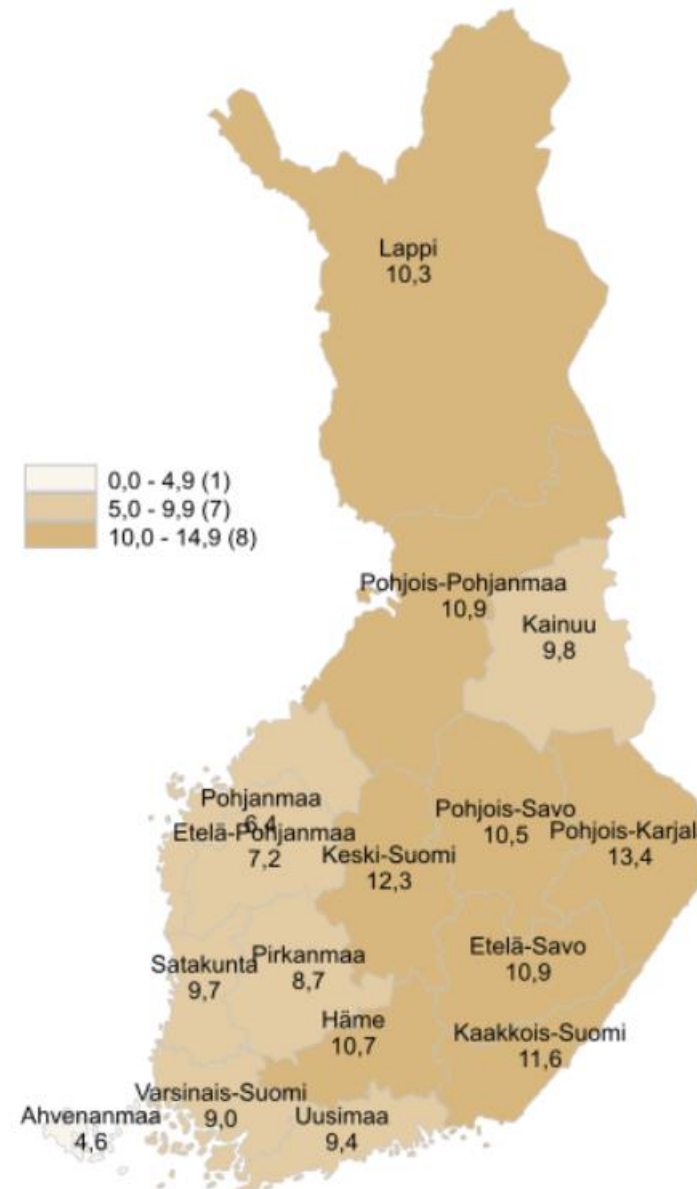 Lappi
10,3
0,0 - 4,9 (1)
5,0 - 9,9 (7)
10,0 - 14,9 (8)
Pohjois-Pohjanmaa
10,9
Kainuu
9,8
Pohjanmaa
6,4
Etelä-Pohjanmaa
7,2
Keski-Suomi
12,3
Pohjois-Savo
10,5
Pohjois-Karjal
13,4
Satakunta
9,7
Pirkanmaa
8,7
Etelä-Savo
10,9
Häme
10,7
Kaakkois-Suomi
11,6
Ahvenanmaa
4,6
Varsinais-Suomi
9,0
Uusimaa
9,4